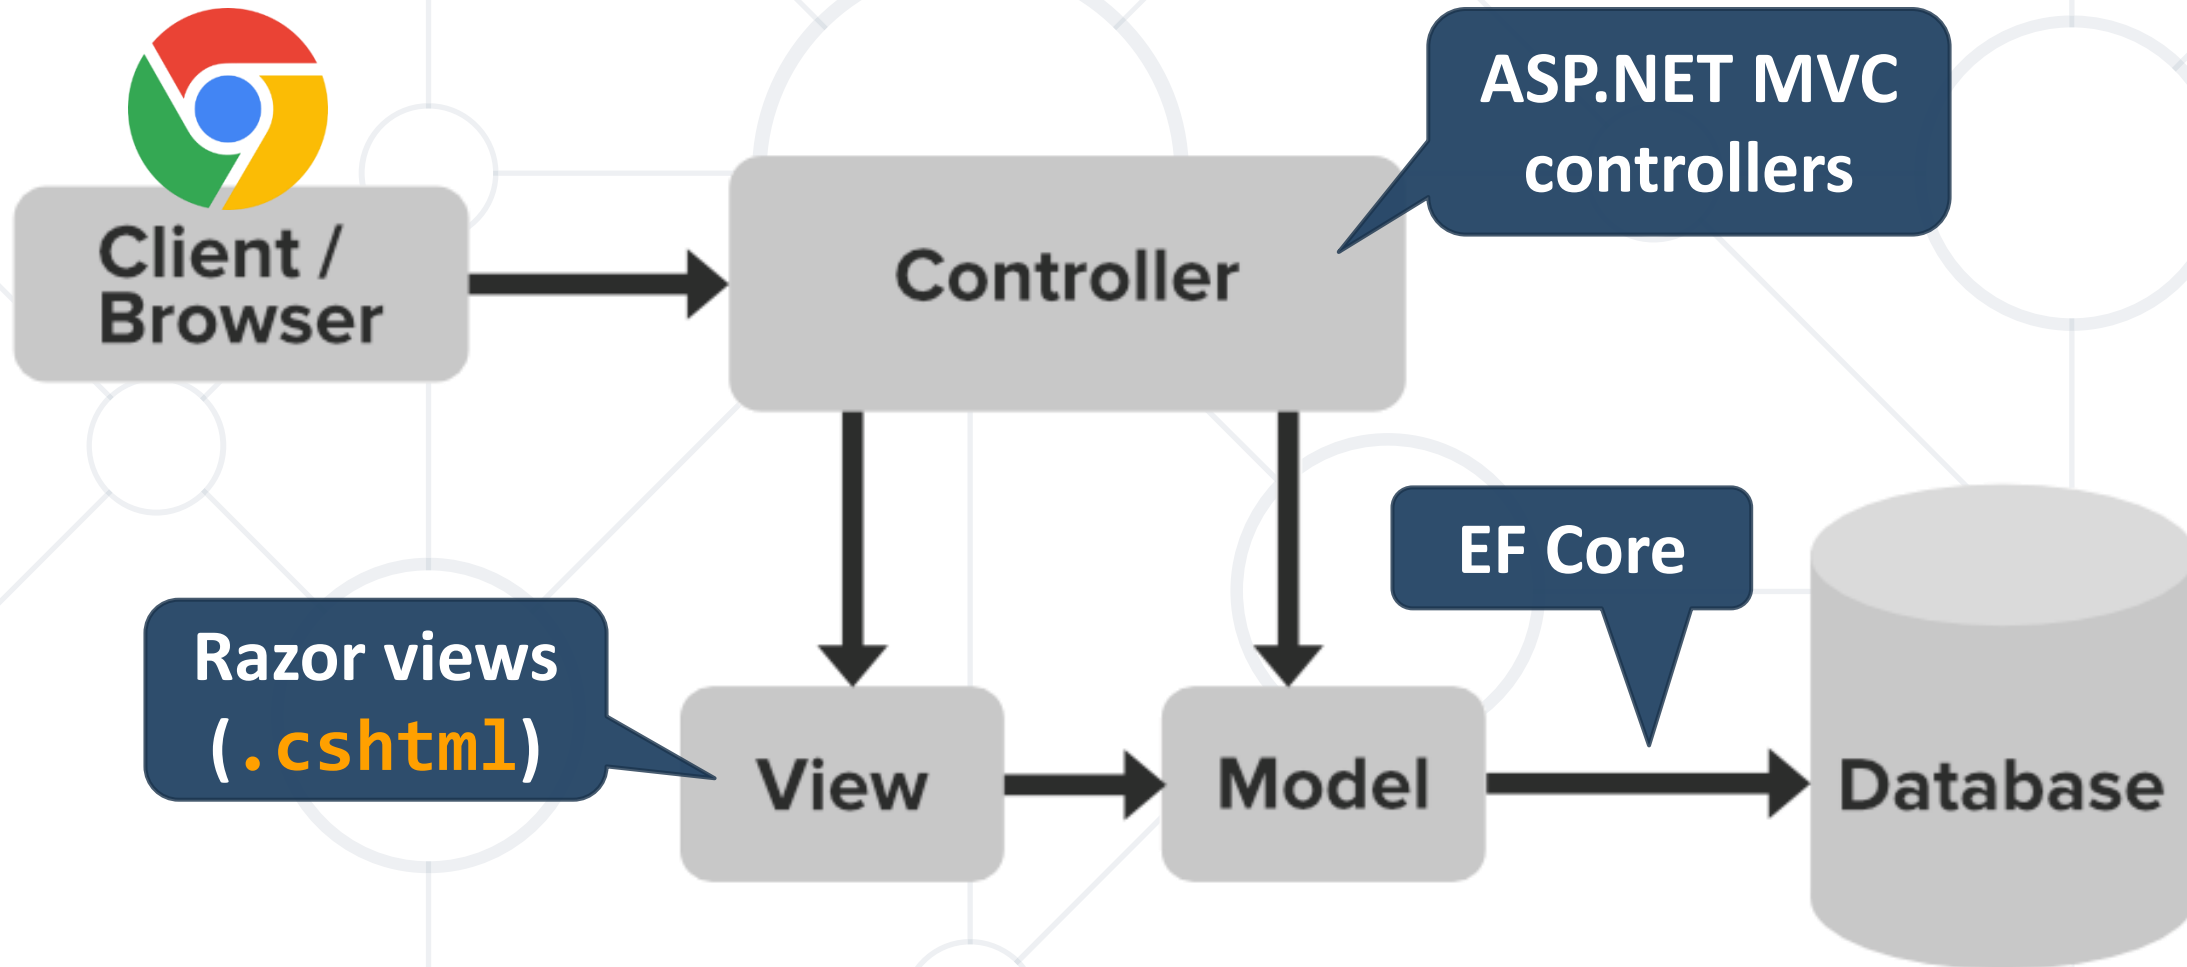 ASP.NET MVC
controllers
Client /
Browser
Controller
EF Core
Razor views
(.cshtml)
View
Model
Database